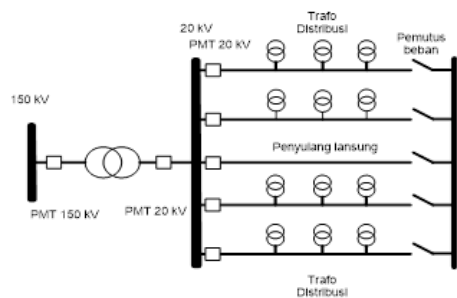 Trafo
Distribusi
20 kV
PMT 20 kV
Pemutus
beban
150 kV
Penyulang lansung
PMT 150 kV
PMT 20 kV
Trafo
Distribusi